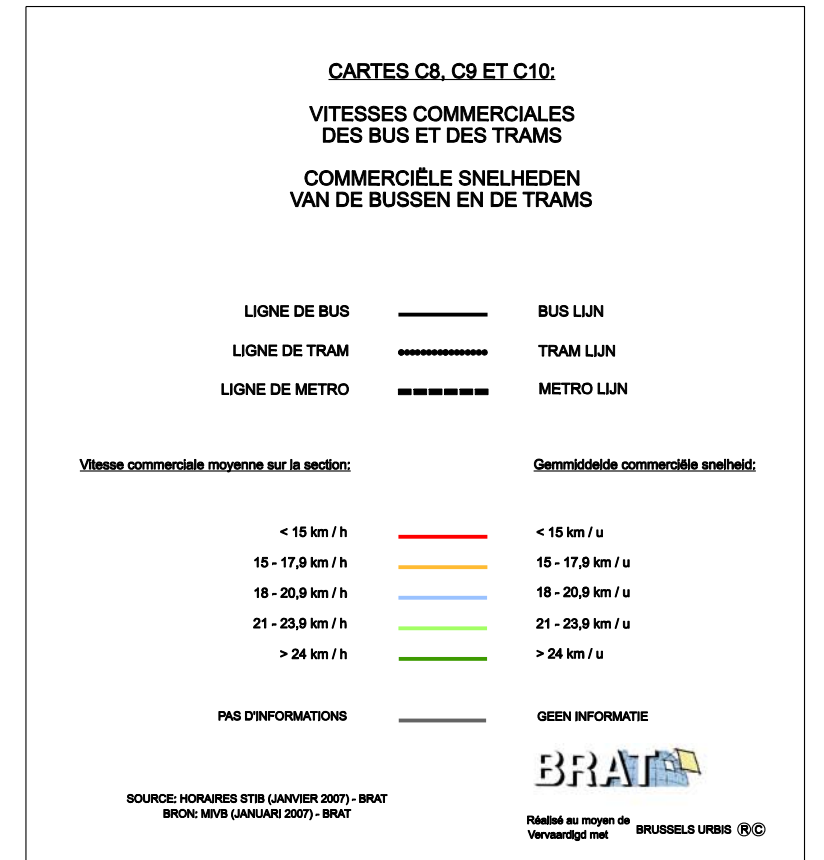 CARTES C8, C9 ET C10:
VITESSES COMMERCIALES
DES BUS ET DES TRAMS
COMMERCIËLE SNELHEDEN
VAN DE BUSSEN EN DE TRAMS
LIGNE DE BUS BUS LIJN
LIGNE DE TRAM TRAM LIJN
LIGNE DE METRO METRO LIJN
Vitesse commerciale moyenne sur la section: Gemmiddelde commerciële snelheid:
< 15 km / h < 15 km / u
15 - 17,9 km / h 15 - 17,9 km / u
18 - 20,9 km / h 18 - 20,9 km / u
21 - 23,9 km / h 21 - 23,9 km / u
> 24 km / h > 24 km / u
PAS D'INFORMATIONS GEEN INFORMATIE
BRAT
SOURCE: HORAIRES STIB (JANVIER 2007) - BRAT
BRON: MIVB (JANUARI 2007) - BRAT
Réalisé au moyen de
Vervaardigd met BRUSSELS URBIS ®©